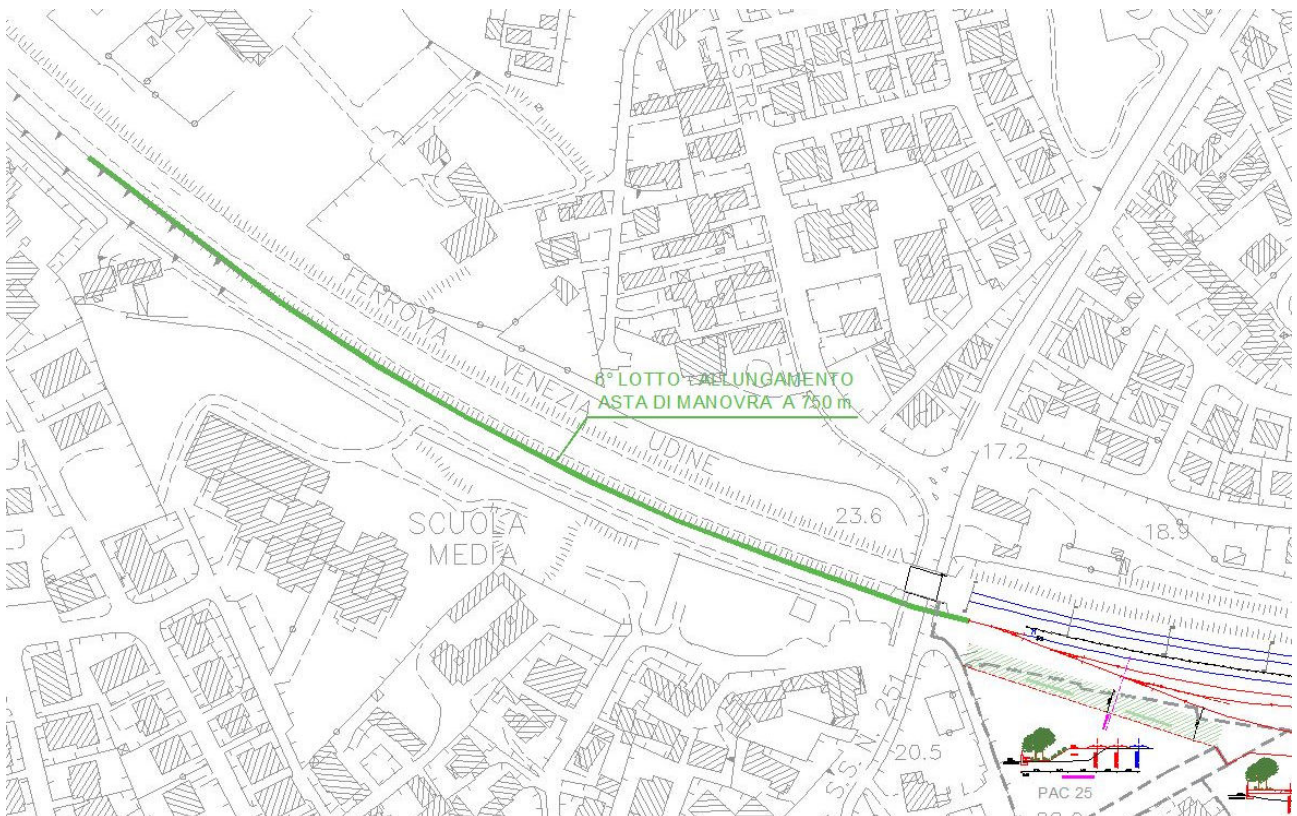 MESTRE
FERROVIA VENEZIA UDINE
6° LOTTO - ALLUNGAMENTO
ASTA DI MANOVRA A 750 m
17.2
23.6
18.9
SCUOLA
MEDIA
S.S. N. 25
20.5
PAC 25